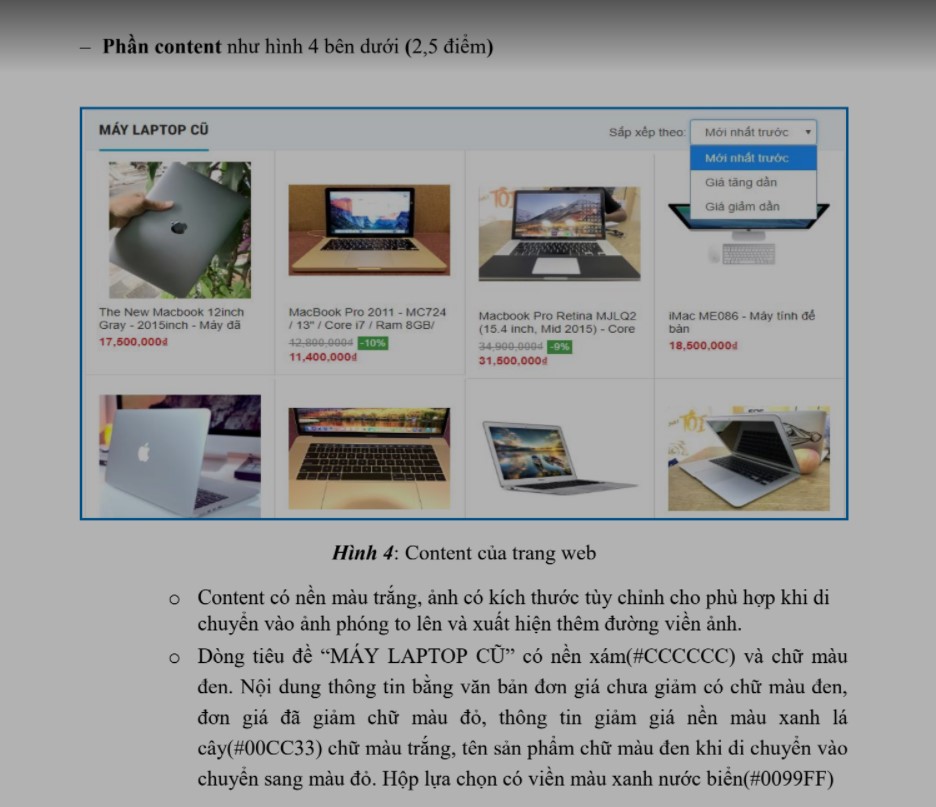 – Phần content như hình 4 bên dưới (2,5 điểm)
MÁY LAPTOP CŨ
Sắp xếp theo: Mới nhất trước
Mới nhất trước
Giá tăng dần
Giá giảm dần
The New Macbook 12inch
Gray - 2015inch - Máy đã
17,500,000đ
MacBook Pro 2011 - MC724
/ 13" / Core i7 / Ram 8GB/
12,800,000đ -10%
11,400,000đ
Macbook Pro Retina MJLQ2
(15.4 inch, Mid 2015) - Core
34,900,000đ -9%
31,500,000đ
iMac ME086 - Máy tính để
bàn
18,500,000đ
Hình 4: Content của trang web
o Content có nền màu trắng, ảnh có kích thước tùy chỉnh cho phù hợp khi di
chuyển vào ảnh phóng to lên và xuất hiện thêm đường viền ảnh.
o Dòng tiêu đề “MÁY LAPTOP CŨ” có nền xám(#CCCCCC) và chữ màu
đen. Nội dung thông tin bằng văn bản đơn giá chưa giảm có chữ màu đen,
đơn giá đã giảm chữ màu đỏ, thông tin giảm giá nền màu xanh lá
cây(#00CC33) chữ màu trắng, tên sản phẩm chữ màu đen khi di chuyển vào
chuyển sang màu đỏ. Hộp lựa chọn có viền màu xanh nước biển(#0099FF)